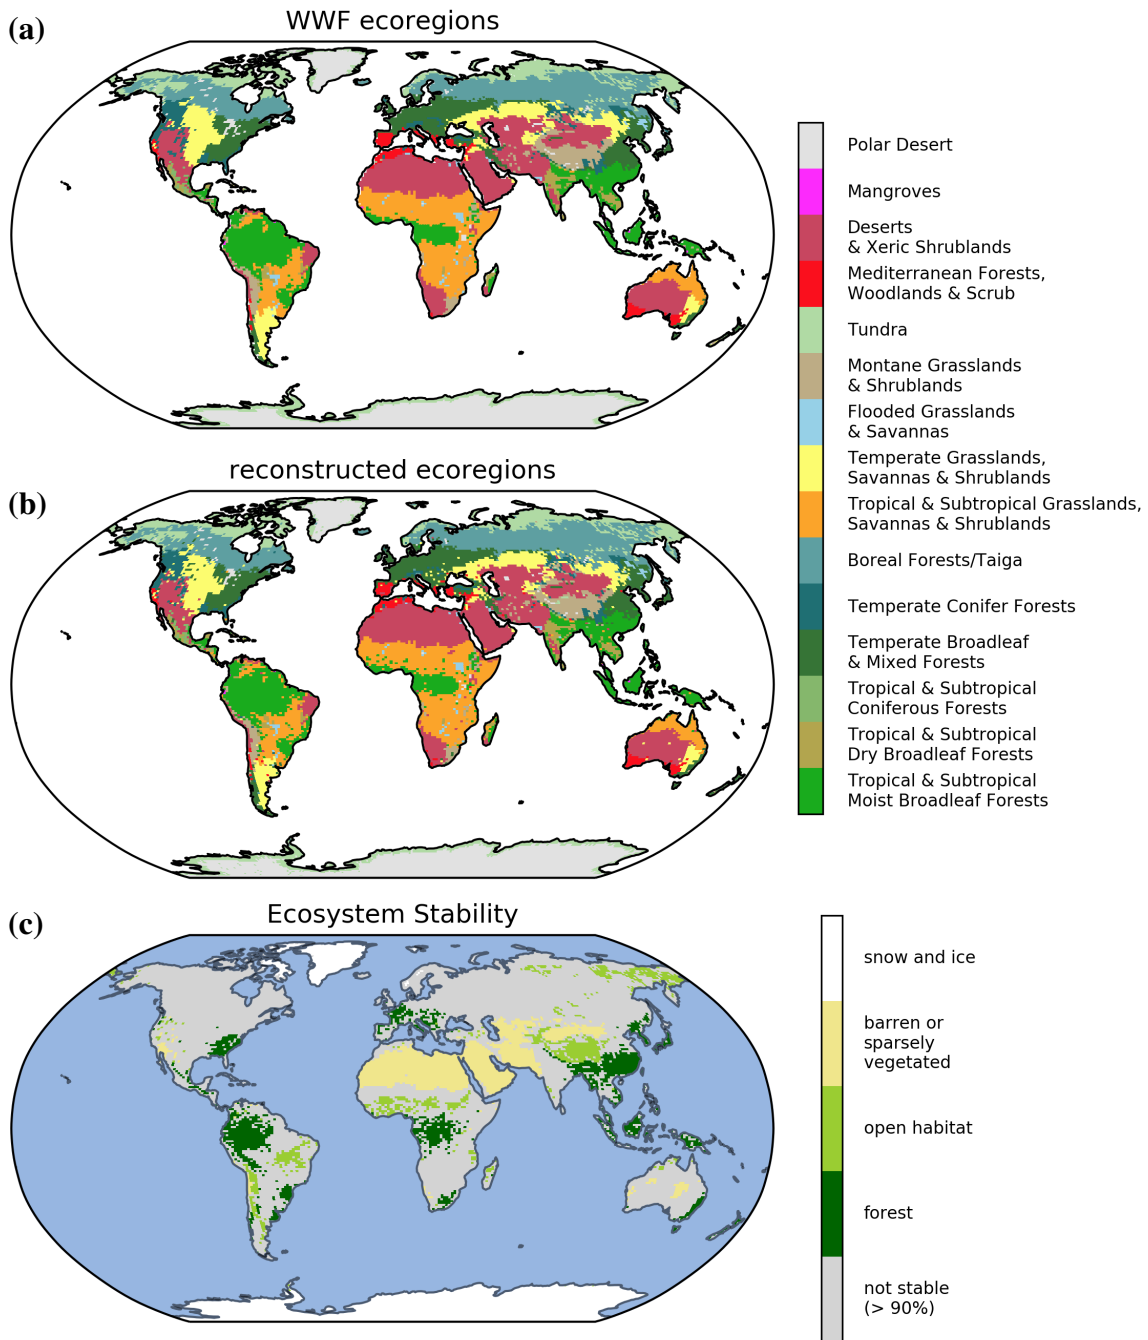 (a)
WWF ecoregions
Polar Desert
Mangroves
Deserts
& Xeric Shrublands
Mediterranean Forests,
Woodlands & Scrub
Tundra
Montane Grasslands
& Shrublands
Flooded Grasslands
& Savannas
Temperate Grasslands,
Savannas & Shrublands
Tropical & Subtropical Grasslands,
Savannas & Shrublands
Boreal Forests/Taiga
Temperate Conifer Forests
Temperate Broadleaf
& Mixed Forests
Tropical & Subtropical
Coniferous Forests
Tropical & Subtropical
Dry Broadleaf Forests
Tropical & Subtropical
Moist Broadleaf Forests
reconstructed ecoregions
(b)
Ecosystem Stability
(c)
snow and ice
barren or
sparsely
vegetated
open habitat
forest
not stable
(> 90%)